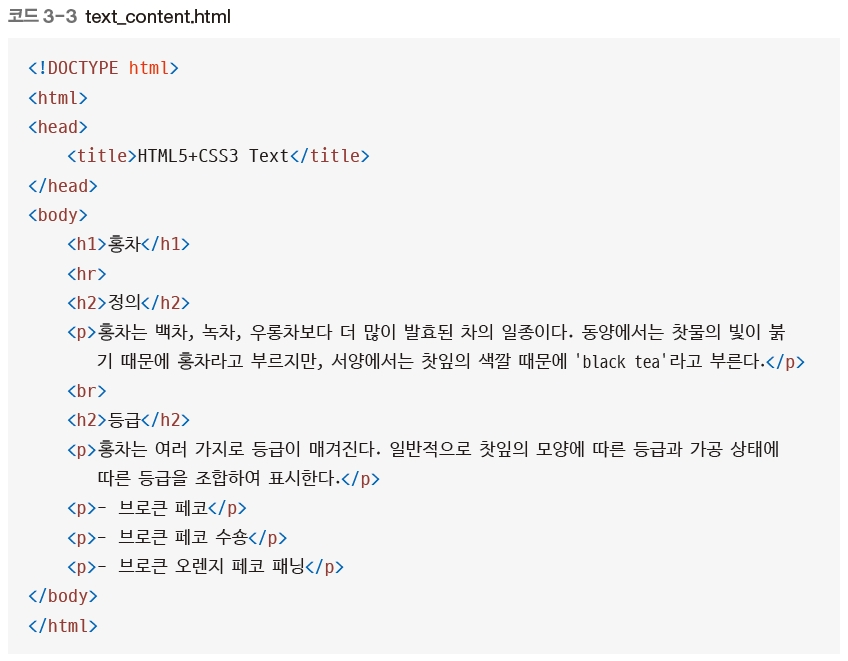 코드 3-3 text_content.html
<!DOCTYPE html>
<html>
<head>
<title>HTML5+CSS3 Text</title>
</head>
<body>
<h1>홍차</h1>
<hr>
<h2>정의</h2>
<p>홍차는 백차, 녹차, 우롱차보다 더 많이 발효된 차의 일종이다. 동양에서는 찻물의 빛이 붉
기 때문에 홍차라고 부르지만, 서양에서는 찻잎의 색깔 때문에 'black tea'라고 부른다.</p>
<br>
<h2>등급</h2>
<p>홍차는 여러 가지로 등급이 매겨진다. 일반적으로 찻잎의 모양에 따른 등급과 가공 상태에
따른 등급을 조합하여 표시한다.</p>
<p>- 브로큰 페코</p>
<p>- 브로큰 페코 수숑</p>
<p>- 브로큰 오렌지 페코 패닝</p>
</body>
</html>